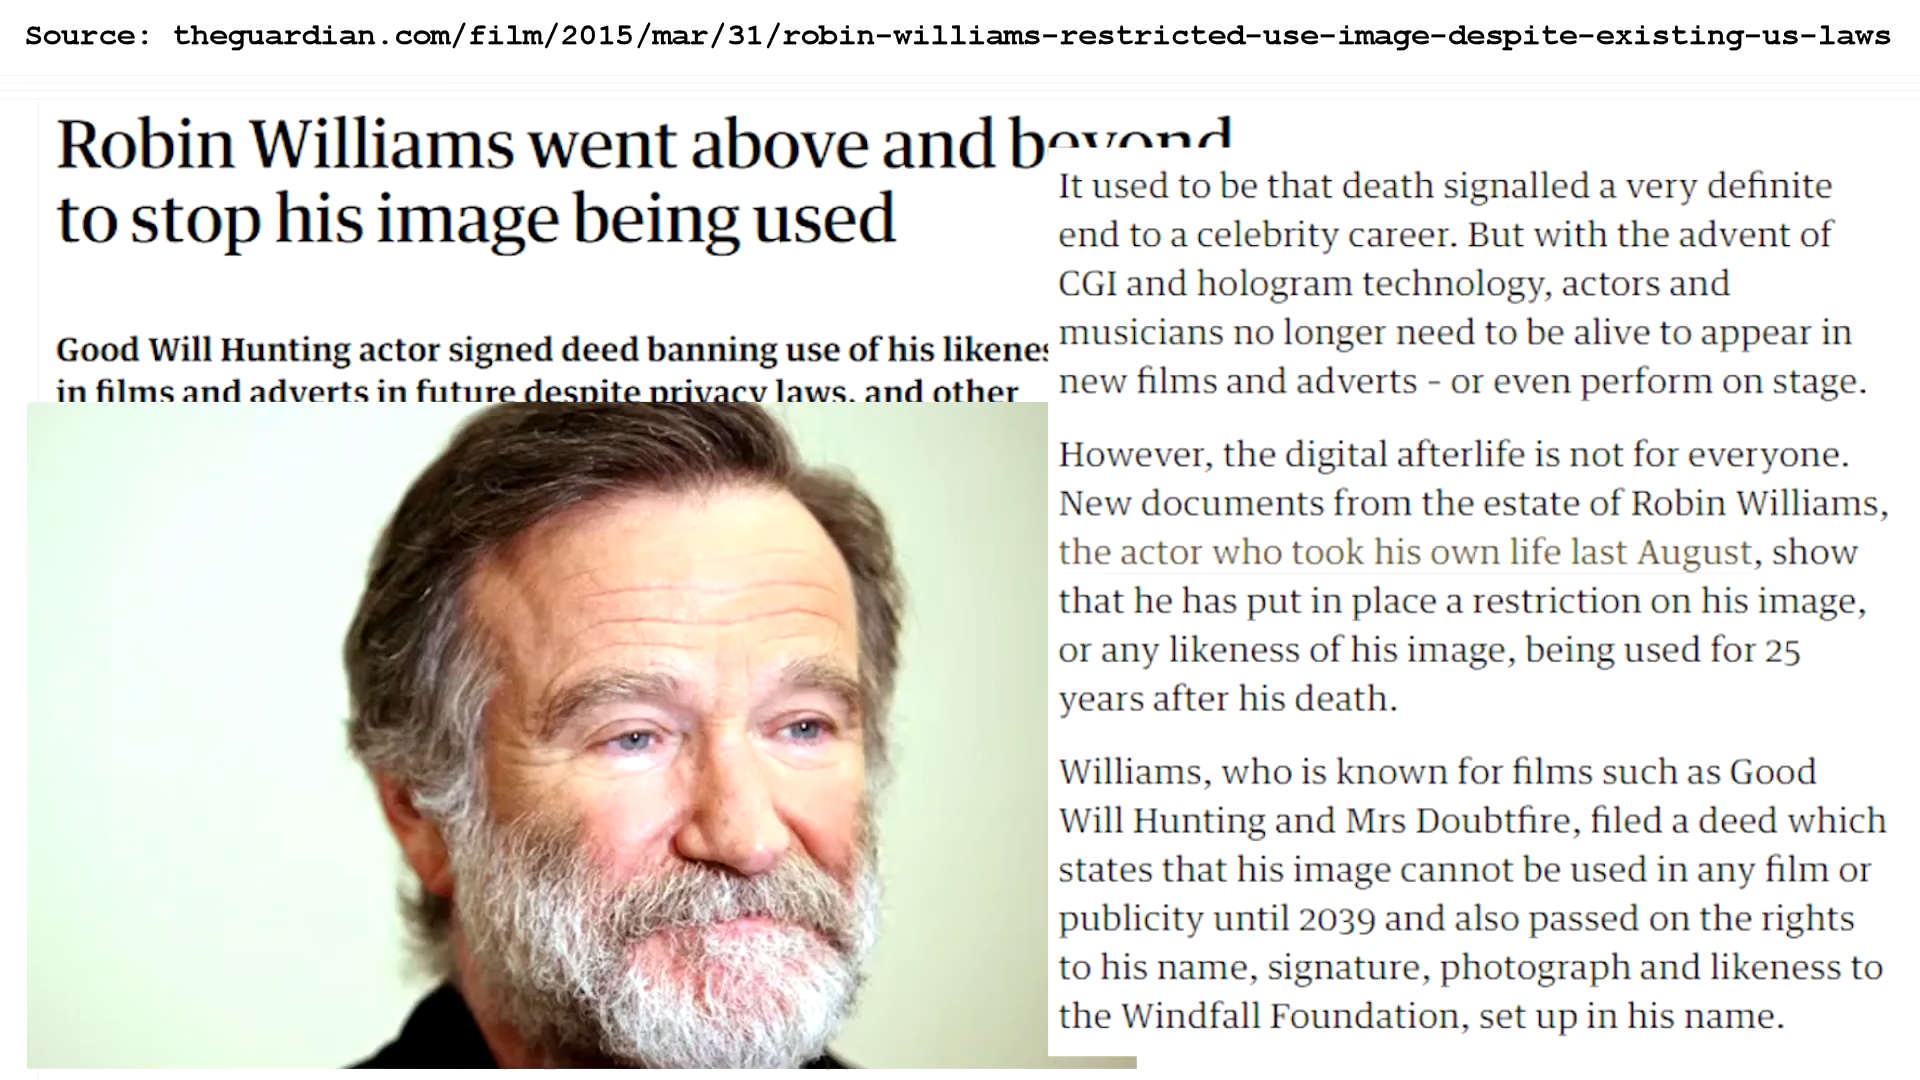 Source: theguardian.com/film/2015/mar/31/robin-williams-restricted-use-image-despite-existing-us-laws
Robin Williams went above and beyond
to stop his image being used
Good Will Hunting actor signed deed banning use of his likenes
in films and adverts in future despite privacy laws, and other
It used to be that death signalled a very definite
end to a celebrity career. But with the advent of
CGI and hologram technology, actors and
musicians no longer need to be alive to appear in
new films and adverts – or even perform on stage.
However, the digital afterlife is not for everyone.
New documents from the estate of Robin Williams,
the actor who took his own life last August, show
that he has put in place a restriction on his image,
or any likeness of his image, being used for 25
years after his death.
Williams, who is known for films such as Good
Will Hunting and Mrs Doubtfire, filed a deed which
states that his image cannot be used in any film or
publicity until 2039 and also passed on the rights
to his name, signature, photograph and likeness to
the Windfall Foundation, set up in his name.